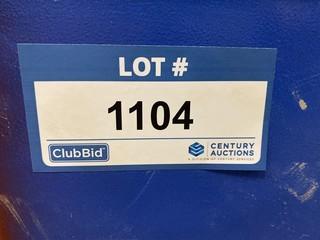 LOT #
1104
ClubBid
CENTURY
AUCTIONS
A DIVISION OF CENTURY SERVICES